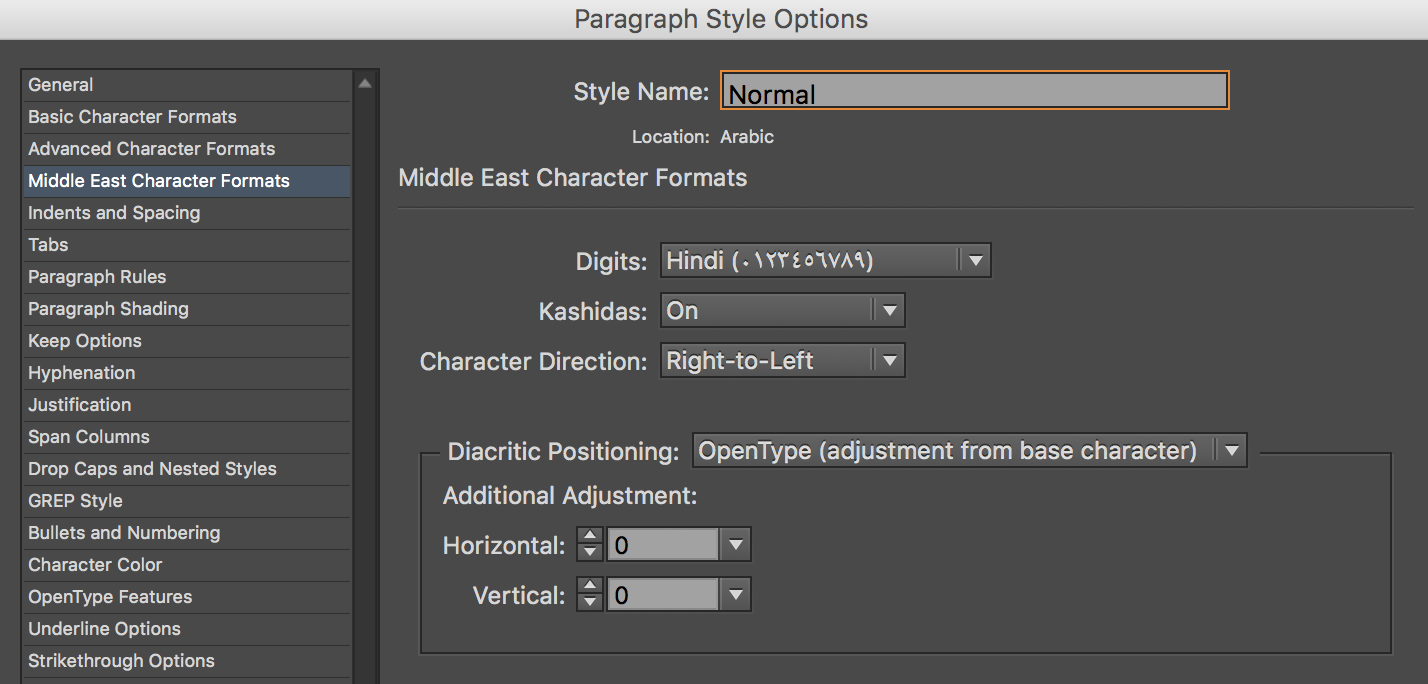 Paragraph Style Options
General
Basic Character Formats
Advanced Character Formats
Middle East Character Formats
Indents and Spacing
Tabs
Paragraph Rules
Paragraph Shading
Keep Options
Hyphenation
Justification
Span Columns
Drop Caps and Nested Styles
GREP Style
Bullets and Numbering
Character Color
OpenType Features
Underline Options
Strikethrough Options
Style Name: Normal
Location: Arabic
Middle East Character Formats
Digits: Hindi (٠١٢٣٤٥٦٧٨٩)
Kashidas: On
Character Direction: Right-to-Left
Diacritic Positioning: OpenType (adjustment from base character)
Additional Adjustment:
Horizontal: 0
Vertical: 0